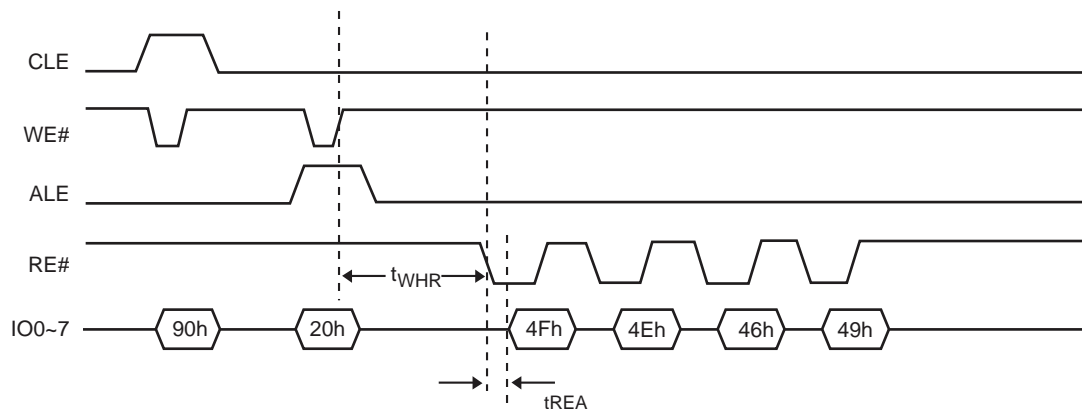 CLE
WE#
ALE
RE#
tWHR
IO0~7 90h 20h 4Fh 4Eh 46h 49h
tREA